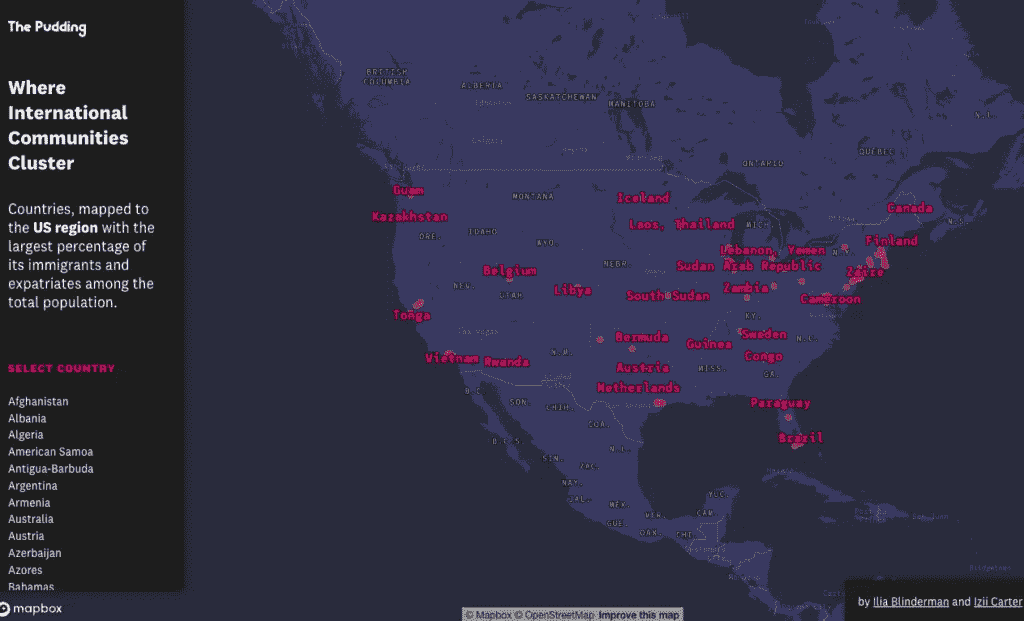 The Pudding
Where
International
Communities
Cluster
Countries, mapped to
the US region with the
largest percentage of
its immigrants and
expatriates among the
total population.
SELECT COUNTRY
Afghanistan
Albania
Algeria
American Samoa
Antigua-Barbuda
Argentina
Armenia
Australia
Austria
Azerbaijan
Azores
Bahamas
mapbox
BRITISH
COLUMBIA
ALBERTA
SASKATCHEWAN
MANITOBA
ONTARIO
QUÉBEC
N.L.
Guam
MONTANA
Iceland
Canada
Kazakhstan
Laos, Thailand
MICH.
N.S.
ORE.
IDAHO
WYO.
Lebanon, Yemen
N.Y.
Finland
Belgium
NEBR.
Sudan Arab Republic
Zaire
NEV.
UTAH
Libya
South Sudan
Zambia
Cameroon
Tonga
KY.
Las Vegas
Bermuda
Guinea
Sweden
N.C.
Vietnam
Rwanda
N.M.
Austria
MISS.
Congo
GA.
Netherlands
B.C.
SON.
CHIH.
COA.
Paraguay
Brazil
B.C.S.
N.L.
SIN.
ZAC.
NAY.
JAL.
YUC.
MÉX.
VER.
CAM.
GUE.
OAX.
CHI.
© Mapbox © OpenStreetMap Improve this map
by Ilia Blinderman and Izii Carter